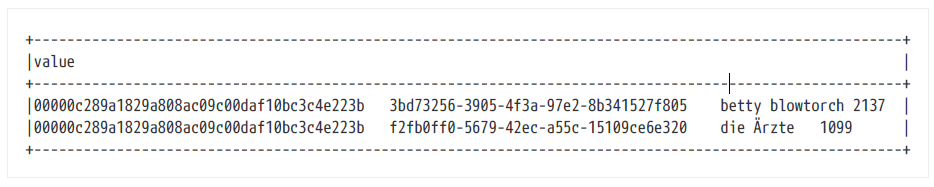 +---------------------------------------------------------------------------------------------------------+
|value                                                                                                    |
+---------------------------------------------------------------------------------------------------------+
|00000c289a1829a808ac09c00daf10bc3c4e223b   3bd73256-3905-4f3a-97e2-8b341527f805    betty blowtorch 2137  |
|00000c289a1829a808ac09c00daf10bc3c4e223b   f2fb0ff0-5679-42ec-a55c-15109ce6e320    die Ärzte   1099      |
+---------------------------------------------------------------------------------------------------------+